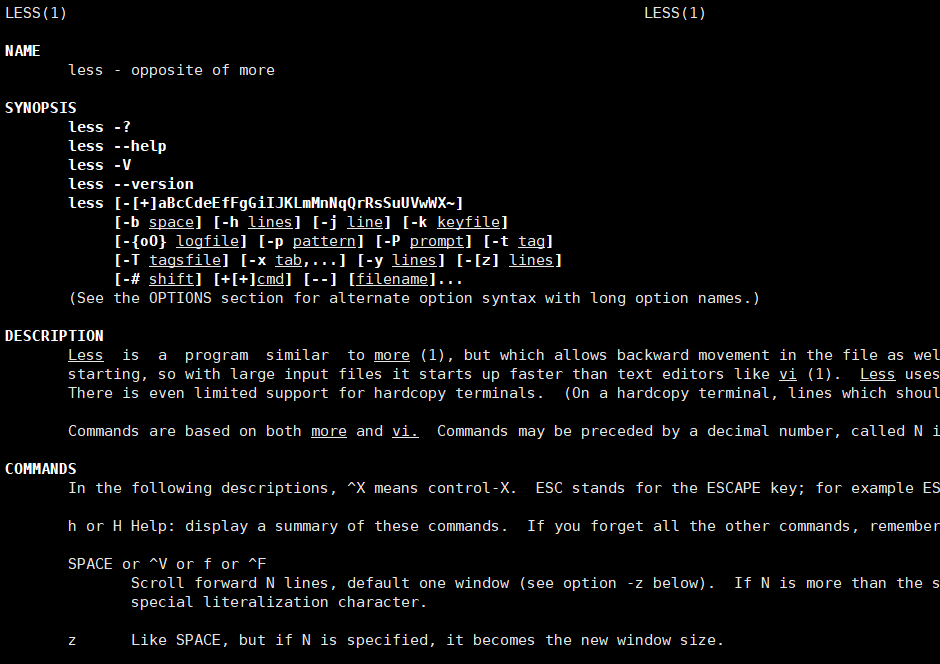 LESS(1) LESS(1)
NAME
less - opposite of more
SYNOPSIS
less -?
less --help
less -V
less --version
less [-[+]aBcCdeEfFgGiIJKLmMnNqQrRsSuUVwWX~]
[-b space] [-h lines] [-j line] [-k keyfile]
[-{oO} logfile] [-p pattern] [-P prompt] [-t tag]
[-T tagsfile] [-x tab,...] [-y lines] [-[z] lines]
[-# shift] [+[+]cmd] [--] [filename]...
(See the OPTIONS section for alternate option syntax with long option names.)
DESCRIPTION
Less is a program similar to more (1), but which allows backward movement in the file as wel
starting, so with large input files it starts up faster than text editors like vi (1). Less uses
There is even limited support for hardcopy terminals. (On a hardcopy terminal, lines which shoul
Commands are based on both more and vi. Commands may be preceded by a decimal number, called N i
COMMANDS
In the following descriptions, ^X means control-X. ESC stands for the ESCAPE key; for example ES
h or H Help: display a summary of these commands. If you forget all the other commands, remember
SPACE or ^V or f or ^F
Scroll forward N lines, default one window (see option -z below). If N is more than the s
special literalization character.
z Like SPACE, but if N is specified, it becomes the new window size.